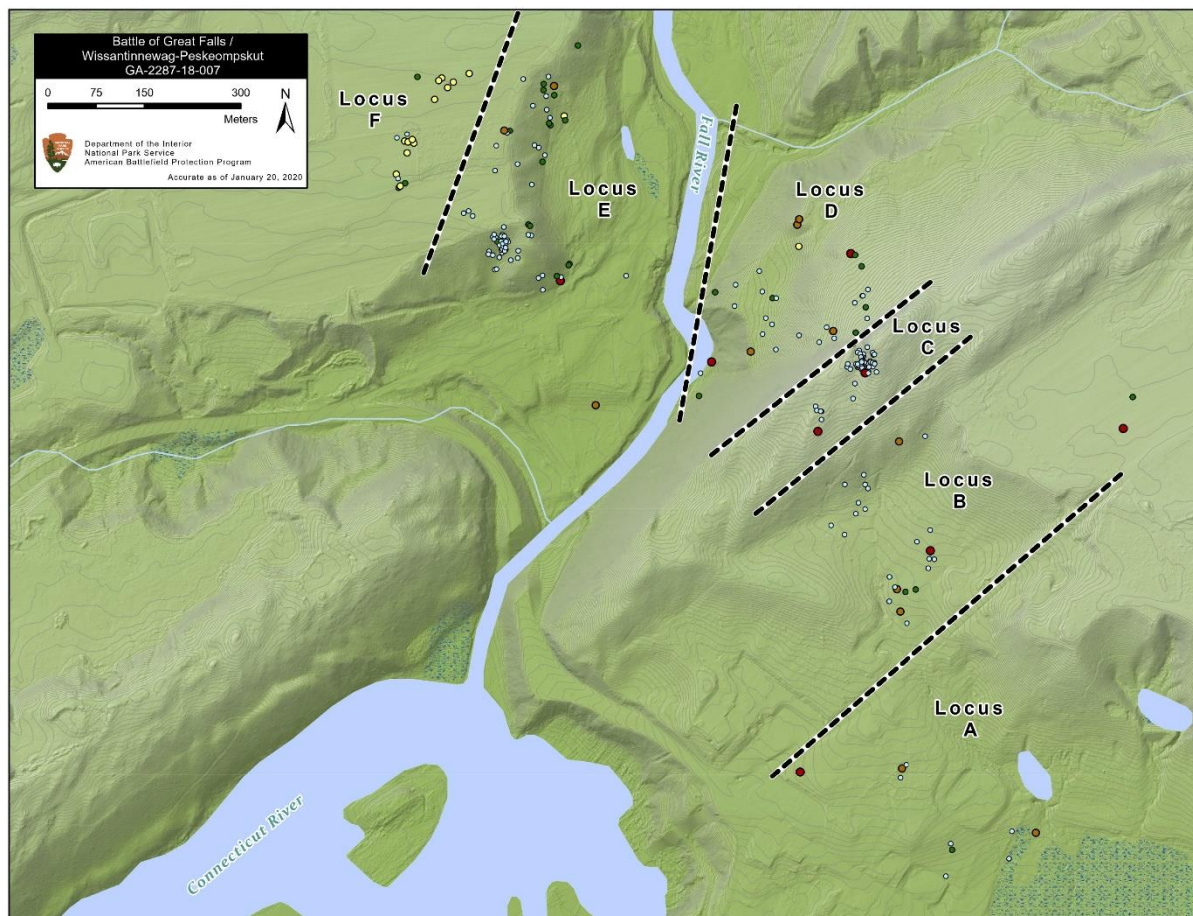 Battle of Great Falls /
Wissantinnewag-Peskeompskut
GA-2287-18-007
0 75 150 300
Meters
N
Department of the Interior
National Park Service
American Battlefield Protection Program
Accurate as of January 20, 2020
Locus
F
Locus
E
Fall River
Locus
D
Locus
C
Locus
B
Locus
A
Connecticut River